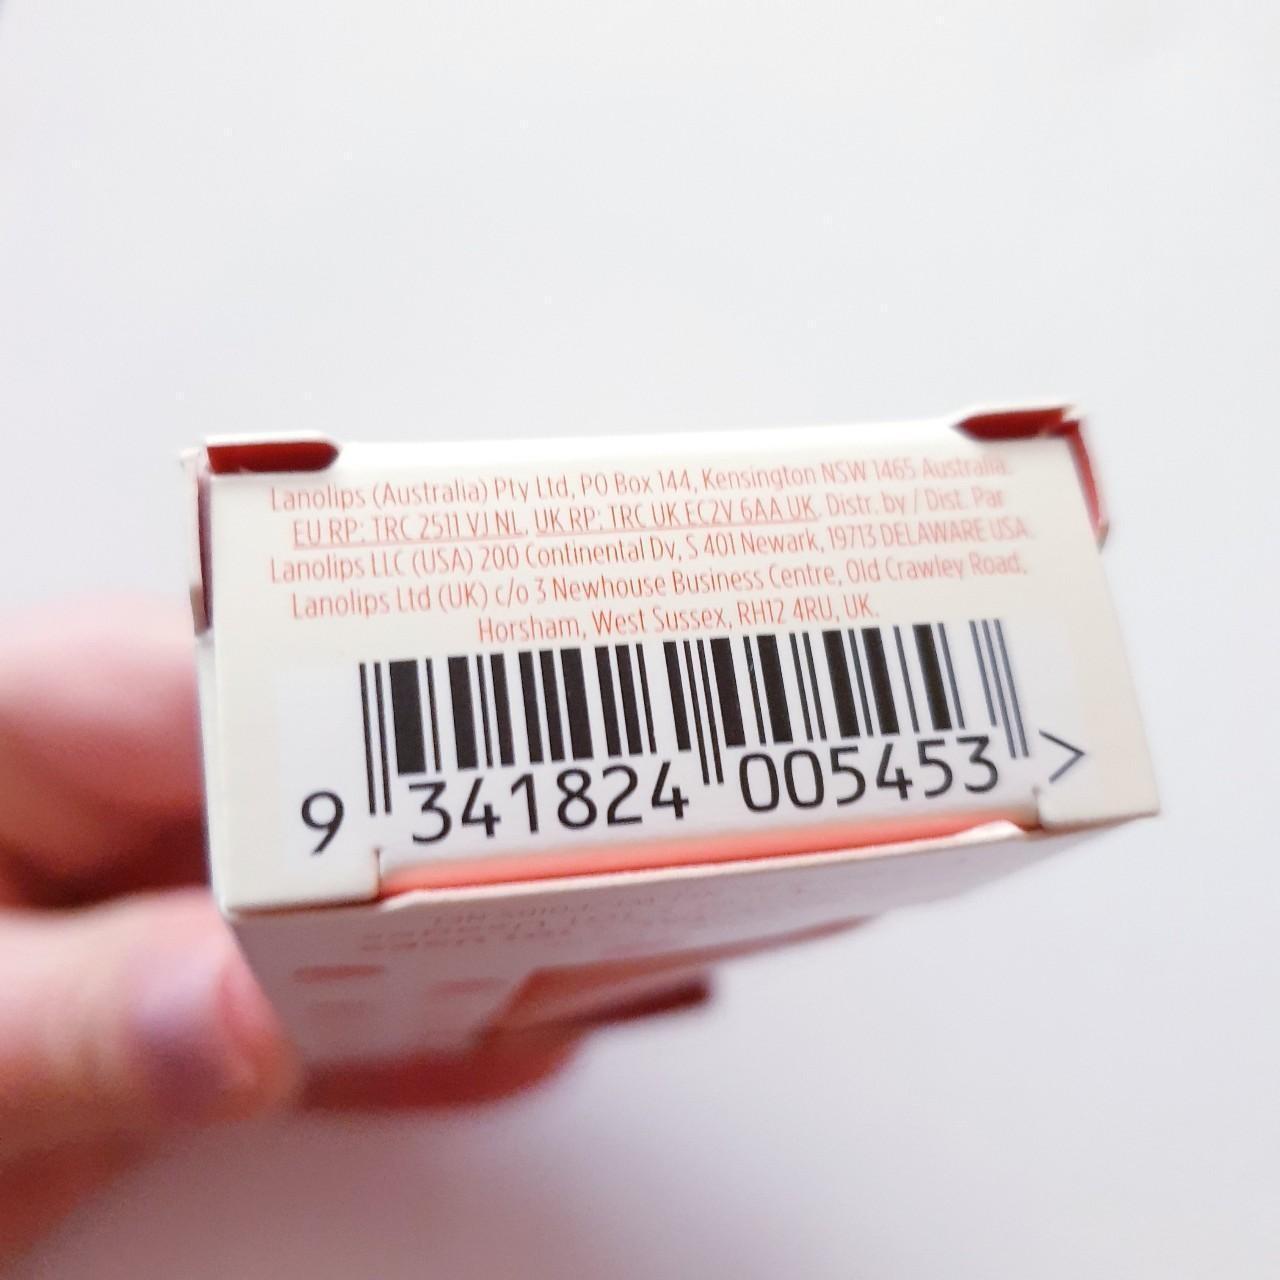 Lanolips (Australia) Pty Ltd, PO Box 144, Kensington NSW 1465 Australia.
EU RP: TRC 2511 VJ NL, UK RP: TRC UK EC2V 6AA UK. Distr. by / Dist. Par
Lanolips LLC (USA) 200 Continental Dv, S 401 Newark, 19713 DELAWARE USA.
Lanolips Ltd (UK) c/o 3 Newhouse Business Centre, Old Crawley Road,
Horsham, West Sussex, RH12 4RU, UK.
9 341824 005453 >